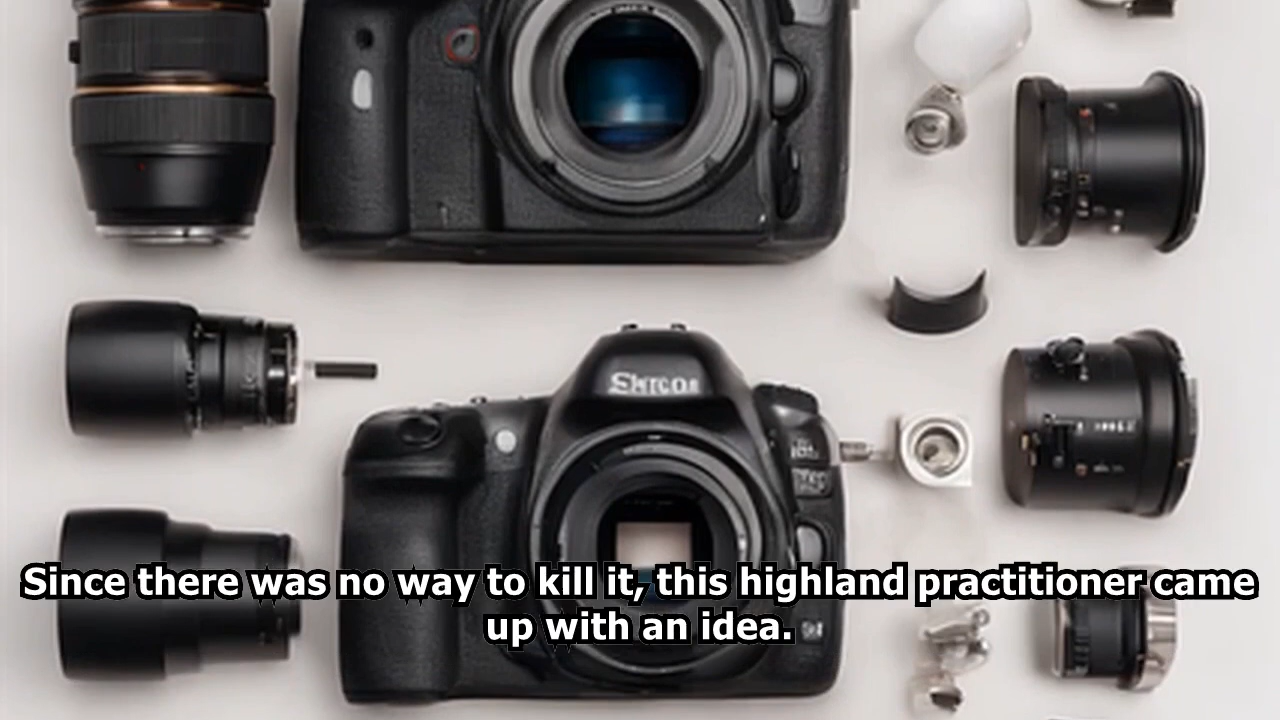 Since there was no way to kill it, this highland practitioner came
up with an idea.